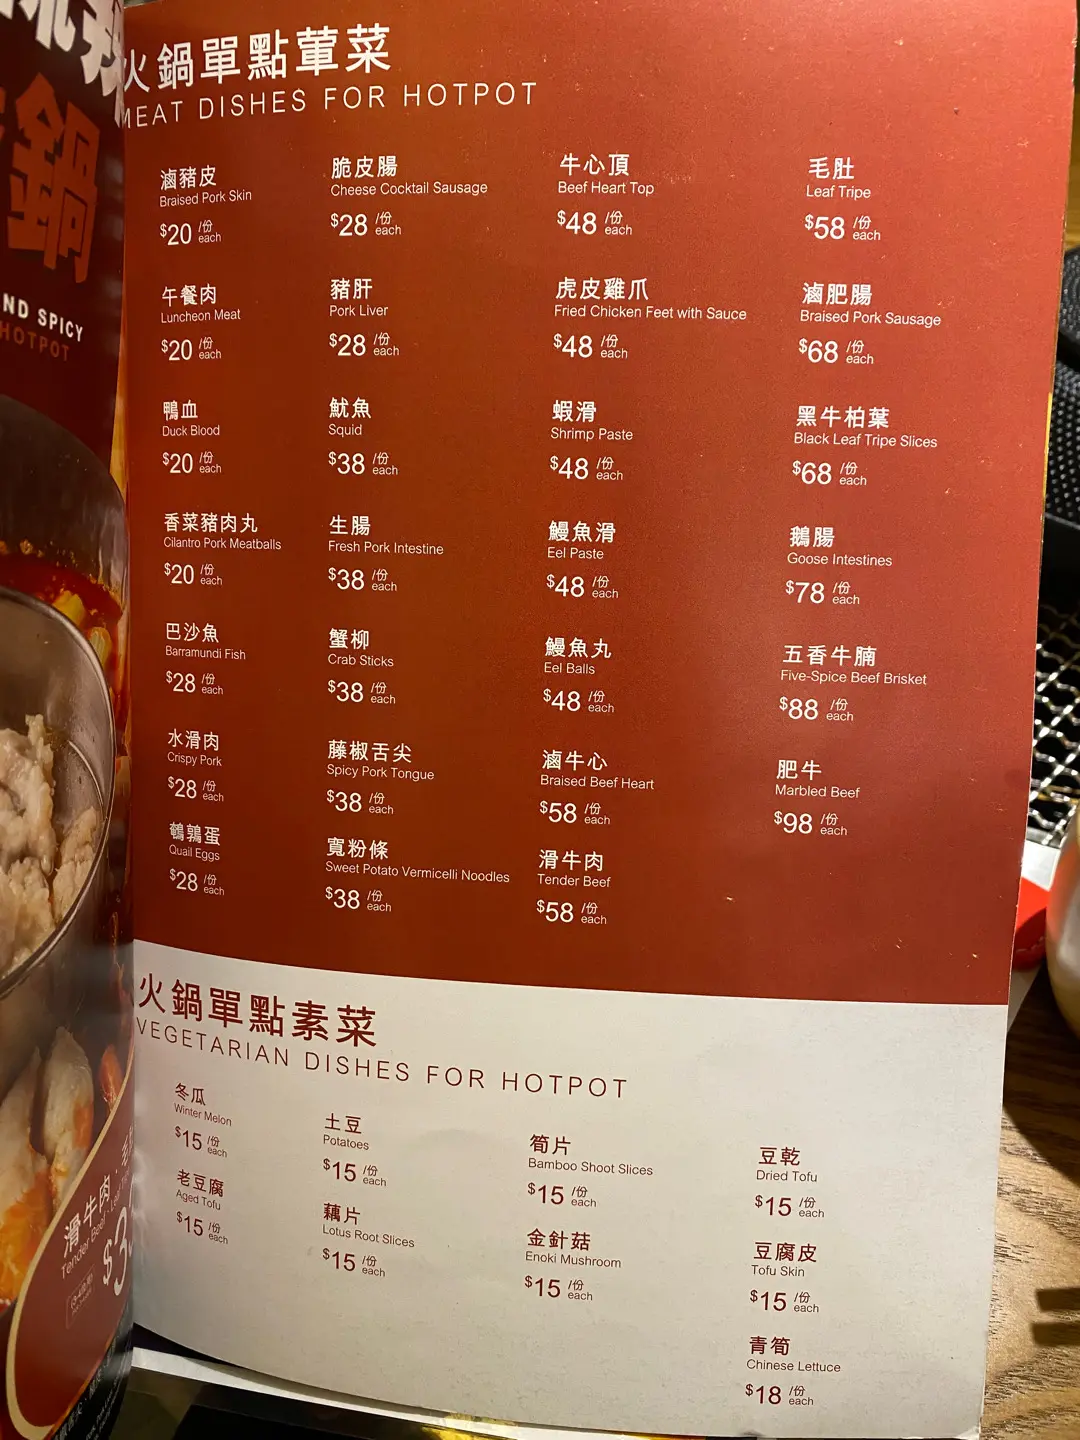 鍋
ND SPICY
HOTPOT
滑牛肉
Tender Beef
火鍋單點葷菜
MEAT DISHES FOR HOTPOT
滷豬皮
Braised Pork Skin
$20 /份 each
午餐肉
Luncheon Meat
$20 /份 each
鴨血
Duck Blood
$20 /份 each
香菜豬肉丸
Cilantro Pork Meatballs
$20 /份 each
巴沙魚
Barramundi Fish
$28 /份 each
水滑肉
Crispy Pork
$28 /份 each
鵪鶉蛋
Quail Eggs
$28 /份 each
脆皮腸
Cheese Cocktail Sausage
$28 /份 each
豬肝
Pork Liver
$28 /份 each
魷魚
Squid
$38 /份 each
生腸
Fresh Pork Intestine
$38 /份 each
蟹柳
Crab Sticks
$38 /份 each
藤椒舌尖
Spicy Pork Tongue
$38 /份 each
寬粉條
Sweet Potato Vermicelli Noodles
$38 /份 each
牛心頂
Beef Heart Top
$48 /份 each
虎皮雞爪
Fried Chicken Feet with Sauce
$48 /份 each
蝦滑
Shrimp Paste
$48 /份 each
鰻魚滑
Eel Paste
$48 /份 each
鰻魚丸
Eel Balls
$48 /份 each
滷牛心
Braised Beef Heart
$58 /份 each
滑牛肉
Tender Beef
$58 /份 each
毛肚
Leaf Tripe
$58 /份 each
滷肥腸
Braised Pork Sausage
$68 /份 each
黑牛柏葉
Black Leaf Tripe Slices
$68 /份 each
鵝腸
Goose Intestines
$78 /份 each
五香牛腩
Five-Spice Beef Brisket
$88 /份 each
肥牛
Marbled Beef
$98 /份 each
火鍋單點素菜
VEGETARIAN DISHES FOR HOTPOT
冬瓜
Winter Melon
$15 /份 each
老豆腐
Aged Tofu
$15 /份 each
土豆
Potatoes
$15 /份 each
藕片
Lotus Root Slices
$15 /份 each
筍片
Bamboo Shoot Slices
$15 /份 each
金針菇
Enoki Mushroom
$15 /份 each
豆乾
Dried Tofu
$15 /份 each
豆腐皮
Tofu Skin
$15 /份 each
青筍
Chinese Lettuce
$18 /份 each